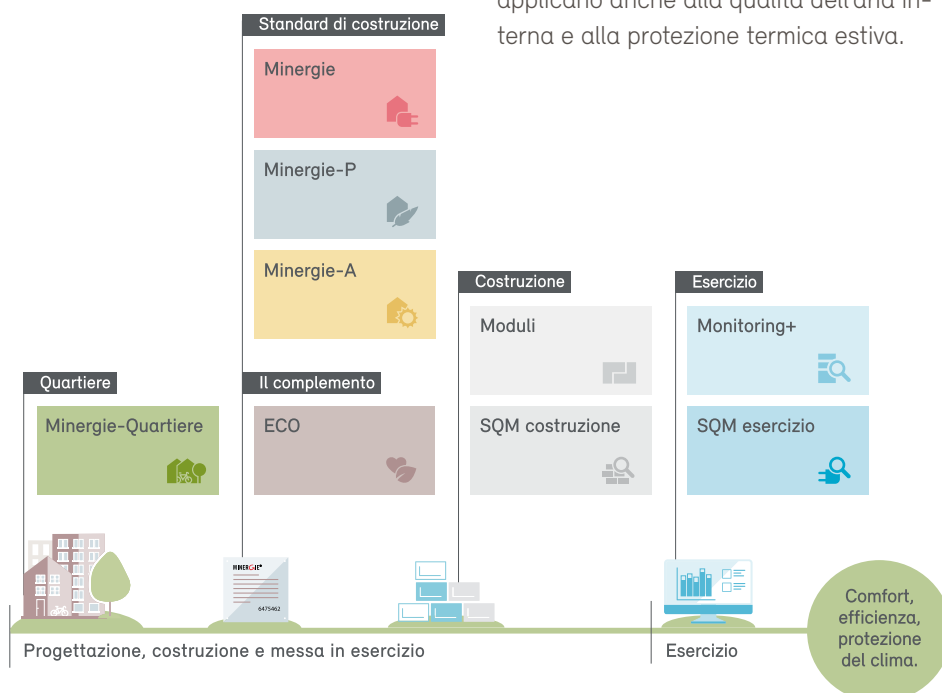 applicano anche alla qualità dell'aria in-
terna e alla protezione termica estiva.
Standard di costruzione
Minergie
Minergie-P
Minergie-A
Costruzione
Moduli
SQM costruzione
Esercizio
Monitoring+
SQM esercizio
Quartiere
Minergie-Quartiere
Il complemento
ECO
MINERGIE®
6475462
Progettazione, costruzione e messa in esercizio
Esercizio
Comfort,
efficienza,
protezione
del clima.